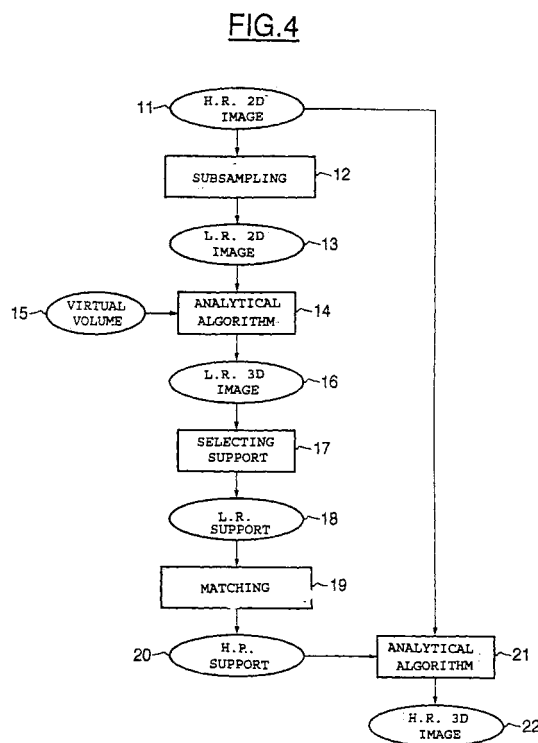 FIG.4
11
H.R. 2D
IMAGE
SUBSAMPLING
12
L.R. 2D
IMAGE
13
15
VIRTUAL
VOLUME
ANALYTICAL
ALGORITHM
14
L.R. 3D
IMAGE
16
SELECTING
SUPPORT
17
L.R.
SUPPORT
18
MATCHING
19
20
H.P..
SUPPORT
ANALYTICAL
ALGORITHM
21
H.R. 3D
IMAGE
22